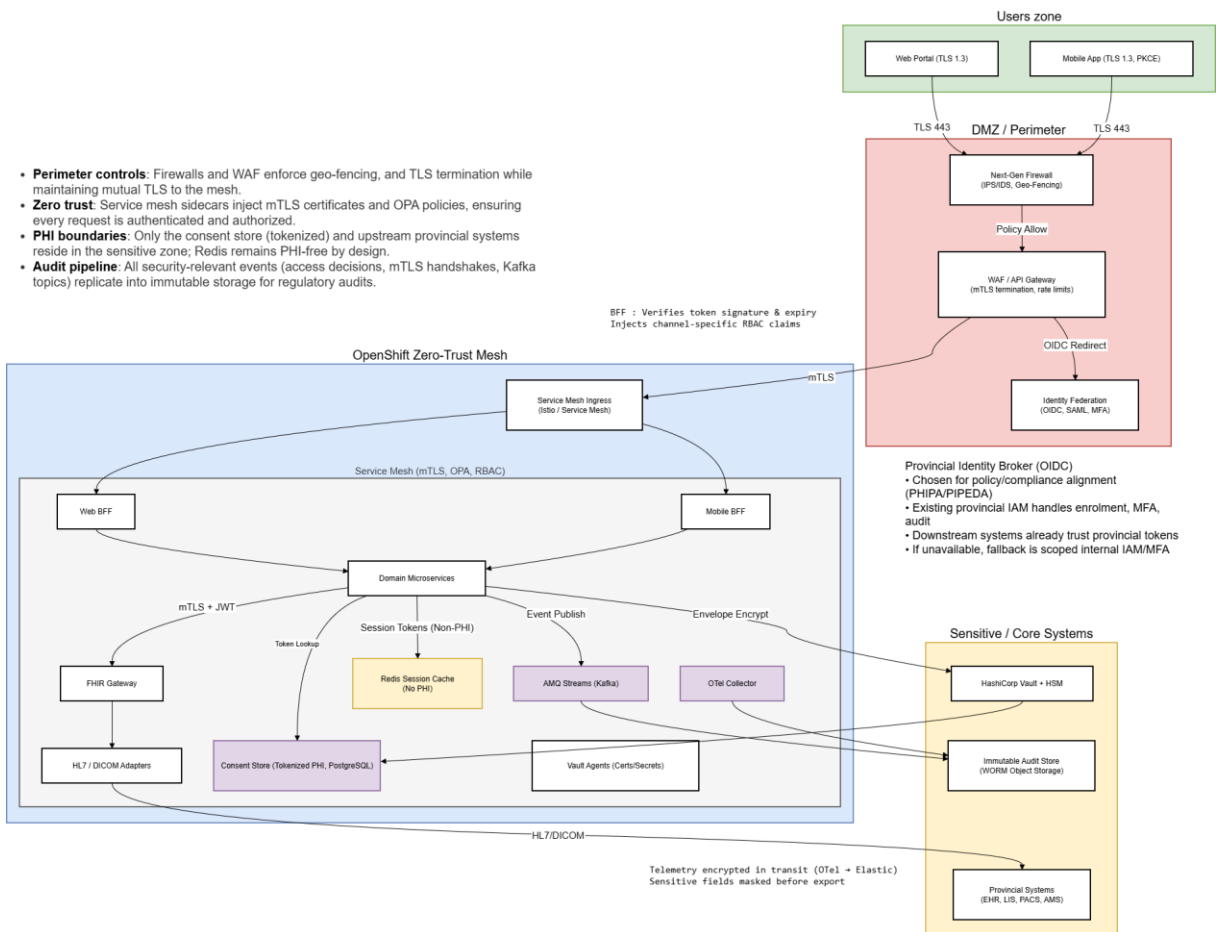 Users zone
Web Portal (TLS 1.3)
Mobile App (TLS 1.3, PKCE)
TLS 443
TLS 443
DMZ / Perimeter
Next-Gen Firewall
(IPS/IDS, Geo-Fencing)
Policy Allow
WAF / API Gateway
(mTLS termination, rate limits)
OIDC Redirect
mTLS
Identity Federation
(OIDC, SAML, MFA)
• Perimeter controls: Firewalls and WAF enforce geo-fencing, and TLS termination while
maintaining mutual TLS to the mesh.
• Zero trust: Service mesh sidecars inject mTLS certificates and OPA policies, ensuring
every request is authenticated and authorized.
• PHI boundaries: Only the consent store (tokenized) and upstream provincial systems
reside in the sensitive zone; Redis remains PHI-free by design.
• Audit pipeline: All security-relevant events (access decisions, mTLS handshakes, Kafka
topics) replicate into immutable storage for regulatory audits.
BFF : Verifies token signature & expiry
Injects channel-specific RBAC claims
OpenShift Zero-Trust Mesh
Service Mesh Ingress
(Istio / Service Mesh)
Service Mesh (mTLS, OPA, RBAC)
Web BFF
Mobile BFF
Domain Microservices
mTLS + JWT
Token Lookup
Session Tokens (Non-PHI)
Event Publish
Envelope Encrypt
FHIR Gateway
Redis Session Cache
(No PHI)
AMQ Streams (Kafka)
OTel Collector
HL7 / DICOM Adapters
Consent Store (Tokenized PHI, PostgreSQL)
Vault Agents (Certs/Secrets)
HL7/DICOM
Provincial Identity Broker (OIDC)
• Chosen for policy/compliance alignment
(PHIPA/PIPEDA)
• Existing provincial IAM handles enrolment, MFA,
audit
• Downstream systems already trust provincial tokens
• If unavailable, fallback is scoped internal IAM/MFA
Sensitive / Core Systems
HashiCorp Vault + HSM
Immutable Audit Store
(WORM Object Storage)
Provincial Systems
(EHR, LIS, PACS, AMS)
Telemetry encrypted in transit (OTel → Elastic)
Sensitive fields masked before export